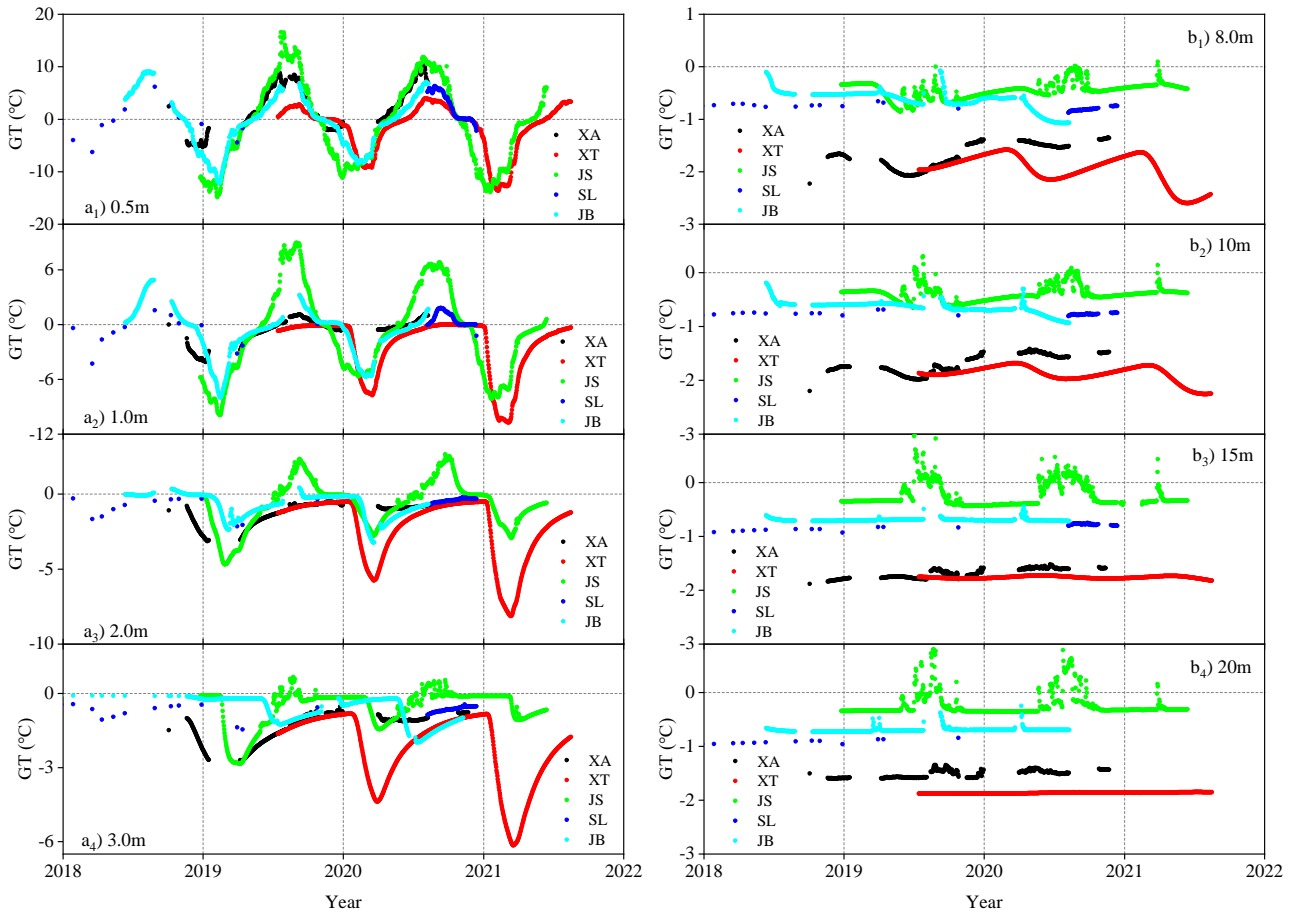 20
10
0
-10
-20
GT (°C)
XA
XT
JS
SL
JB
a1) 0.5m
6
0
-6
-12
GT (°C)
XA
XT
JS
SL
JB
a2) 1.0m
0
-5
-10
GT (°C)
XA
XT
JS
SL
JB
a3) 2.0m
0
-3
-6
GT (°C)
XA
XT
JS
SL
JB
a4) 3.0m
2018 2019 2020 2021 2022
Year
1
0
-1
-2
-3
GT (°C)
b1) 8.0m
XA
XT
JS
SL
JB
0
-1
-2
-3
GT (°C)
b2) 10m
XA
XT
JS
SL
JB
0
-1
-2
-3
GT (°C)
b3) 15m
XA
XT
JS
SL
JB
0
-1
-2
-3
GT (°C)
b4) 20m
XA
XT
JS
SL
JB
2018 2019 2020 2021 2022
Year